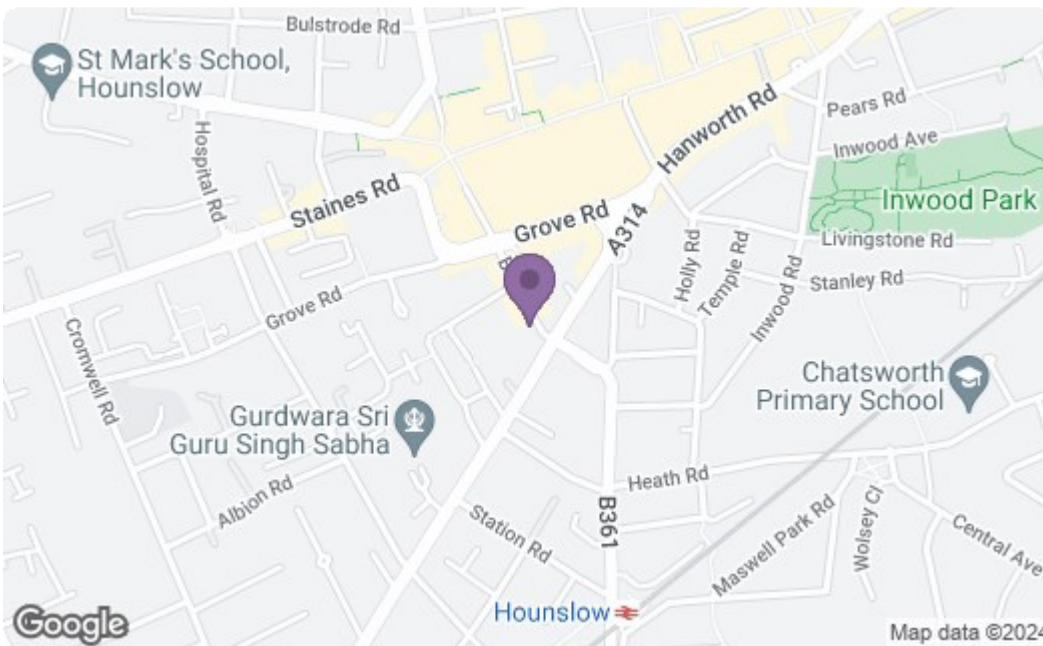 Bulstrode Rd
St Mark's School,
Hounslow
Hospital Rd
Staines Rd
Hanworth Rd
Pears Rd
Inwood Ave
Inwood Park
Grove Rd
A314
Livingstone Rd
Holly Rd
Temple Rd
Inwood Rd
Stanley Rd
Grove Rd
Cromwell Rd
Chatsworth
Primary School
Gurdwara Sri
Guru Singh Sabha
Albion Rd
Heath Rd
B361
Station Rd
Maswell Park Rd
Wolsey Cl
Central Ave
Hounslow
Google
Map data ©2024